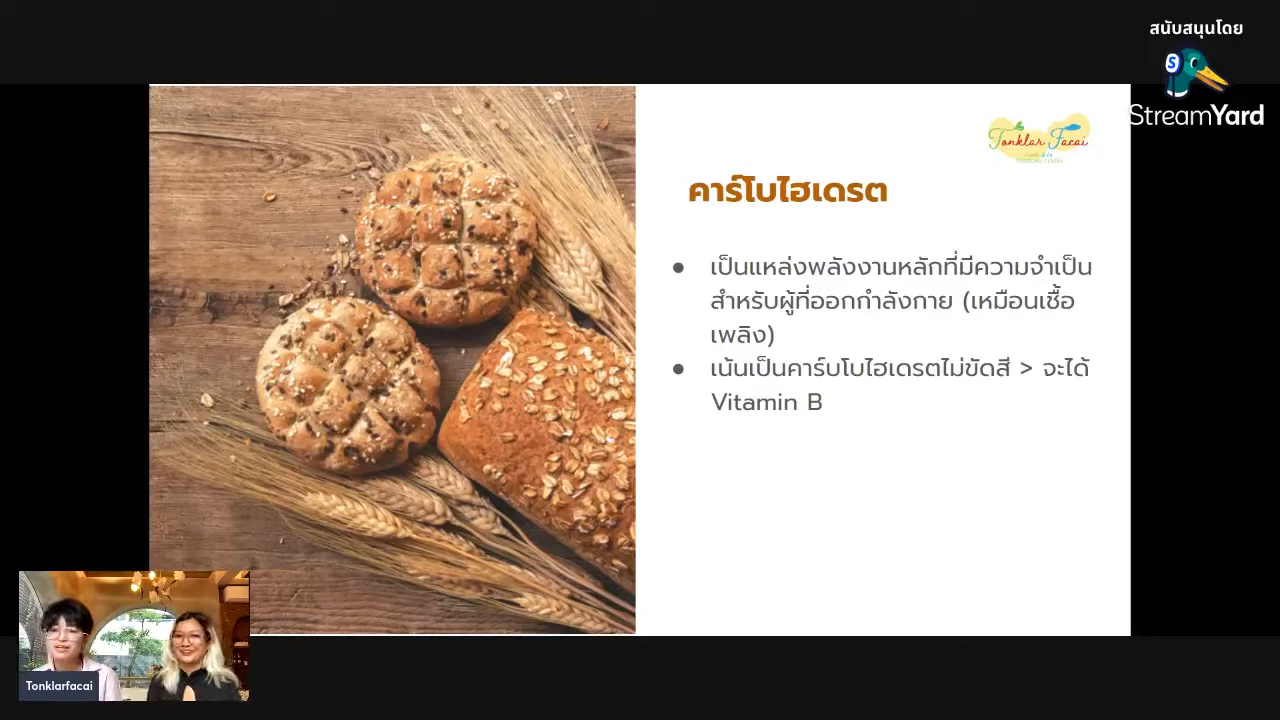 สนับสนุนโดย
StreamYard
Tonklar Facai
คาร์โบไฮเดรต
● เป็นแหล่งพลังงานหลักที่มีความจำเป็น
สำหรับผู้ที่ออกกำลังกาย (เหมือนเชื้อ
เพลิง)
● เน้นเป็นคาร์บโบไฮเดรตไม่ขัดสี > จะได้
Vitamin B
Tonklarfacai